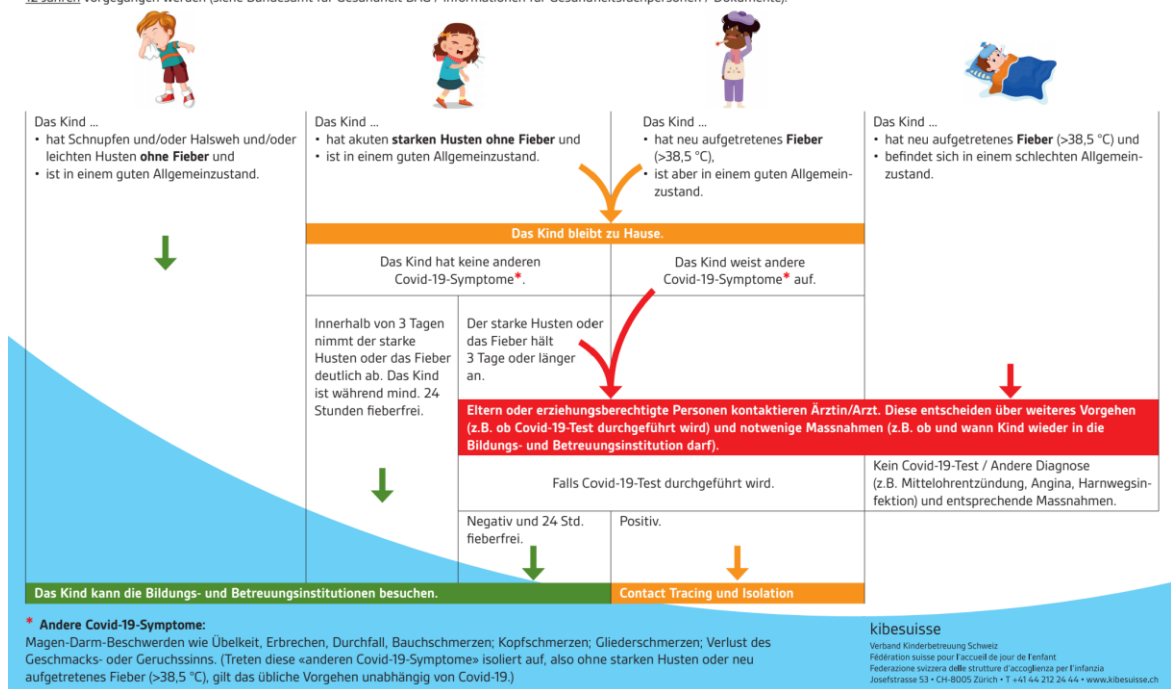 12 Jahren vorgegangen werden (siehe Bundesamt für Gesundheit BAG / Informationen für Gesundheitsfachpersonen / Dokumente).
Das Kind ...
• hat Schnupfen und/oder Halsweh und/oder
leichten Husten ohne Fieber und
• ist in einem guten Allgemeinzustand.
Das Kind ...
• hat akuten starken Husten ohne Fieber und
• ist in einem guten Allgemeinzustand.
Das Kind ...
• hat neu aufgetretenes Fieber
(>38,5 °C),
• ist aber in einem guten Allgemein-
zustand.
Das Kind ...
• hat neu aufgetretenes Fieber (>38,5 °C) und
• befindet sich in einem schlechten Allgemein-
zustand.
Das Kind bleibt zu Hause.
Das Kind hat keine anderen
Covid-19-Symptome*.
Das Kind weist andere
Covid-19-Symptome* auf.
Innerhalb von 3 Tagen
nimmt der starke
Husten oder das Fieber
deutlich ab. Das Kind
ist während mind. 24
Stunden fieberfrei.
Der starke Husten oder
das Fieber hält
3 Tage oder länger
an.
Eltern oder erziehungsberechtigte Personen kontaktieren Ärztin/Arzt. Diese entscheiden über weiteres Vorgehen
(z.B. ob Covid-19-Test durchgeführt wird) und notwenige Massnahmen (z.B. ob und wann Kind wieder in die
Bildungs- und Betreuungsinstitution darf).
Falls Covid-19-Test durchgeführt wird.
Kein Covid-19-Test / Andere Diagnose
(z.B. Mittelohrentzündung, Angina, Harnwegsin-
fektion) und entsprechende Massnahmen.
Negativ und 24 Std.
fieberfrei.
Positiv.
Das Kind kann die Bildungs- und Betreuungsinstitutionen besuchen.
Contact Tracing und Isolation
* Andere Covid-19-Symptome:
Magen-Darm-Beschwerden wie Übelkeit, Erbrechen, Durchfall, Bauchschmerzen; Kopfschmerzen; Gliederschmerzen; Verlust des
Geschmacks- oder Geruchssinns. (Treten diese «anderen Covid-19-Symptome» isoliert auf, also ohne starken Husten oder neu
aufgetretenes Fieber (>38,5 °C), gilt das übliche Vorgehen unabhängig von Covid-19.)
kibesuisse
Verband Kinderbetreuung Schweiz
Fédération suisse pour l'accueil de jour de l'enfant
Federazione svizzera delle strutture d'accoglienza per l'infanzia
Josefstrasse 53 • CH-8005 Zürich • T +41 44 212 24 44 • www.kibesuisse.ch